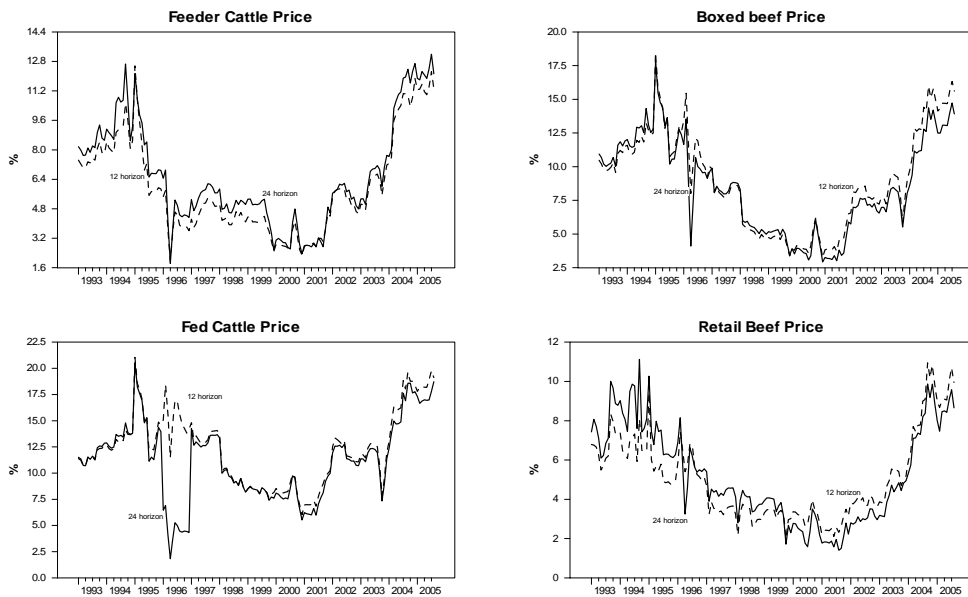 Feeder Cattle Price
14.4
12.8
11.2
9.6
8.0
6.4
4.8
3.2
1.6
%
12 horizon
24 horizon
1993 1994 1995 1996 1997 1998 1999 2000 2001 2002 2003 2004 2005
Boxed beef Price
20.0
17.5
15.0
12.5
10.0
7.5
5.0
2.5
%
24 horizon
12 horizon
1993 1994 1995 1996 1997 1998 1999 2000 2001 2002 2003 2004 2005
Fed Cattle Price
22.5
20.0
17.5
15.0
12.5
10.0
7.5
5.0
2.5
0.0
%
12 horizon
24 horizon
1993 1994 1995 1996 1997 1998 1999 2000 2001 2002 2003 2004 2005
Retail Beef Price
12
10
8
6
4
2
0
%
12 horizon
24 horizon
1993 1994 1995 1996 1997 1998 1999 2000 2001 2002 2003 2004 2005